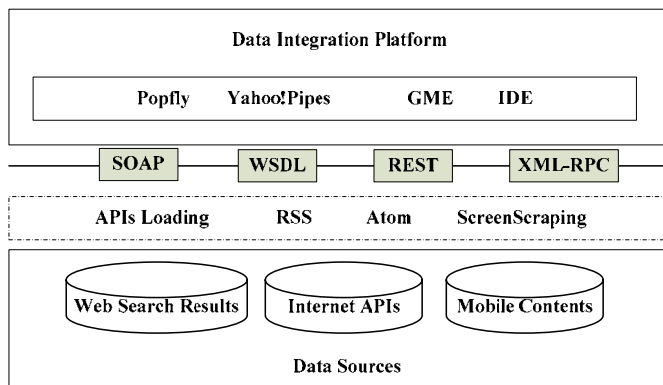 Data Integration Platform
Popfly Yahoo!Pipes GME IDE
SOAP WSDL REST XML-RPC
APIs Loading RSS Atom ScreenScraping
Web Search Results Internet APIs Mobile Contents
Data Sources